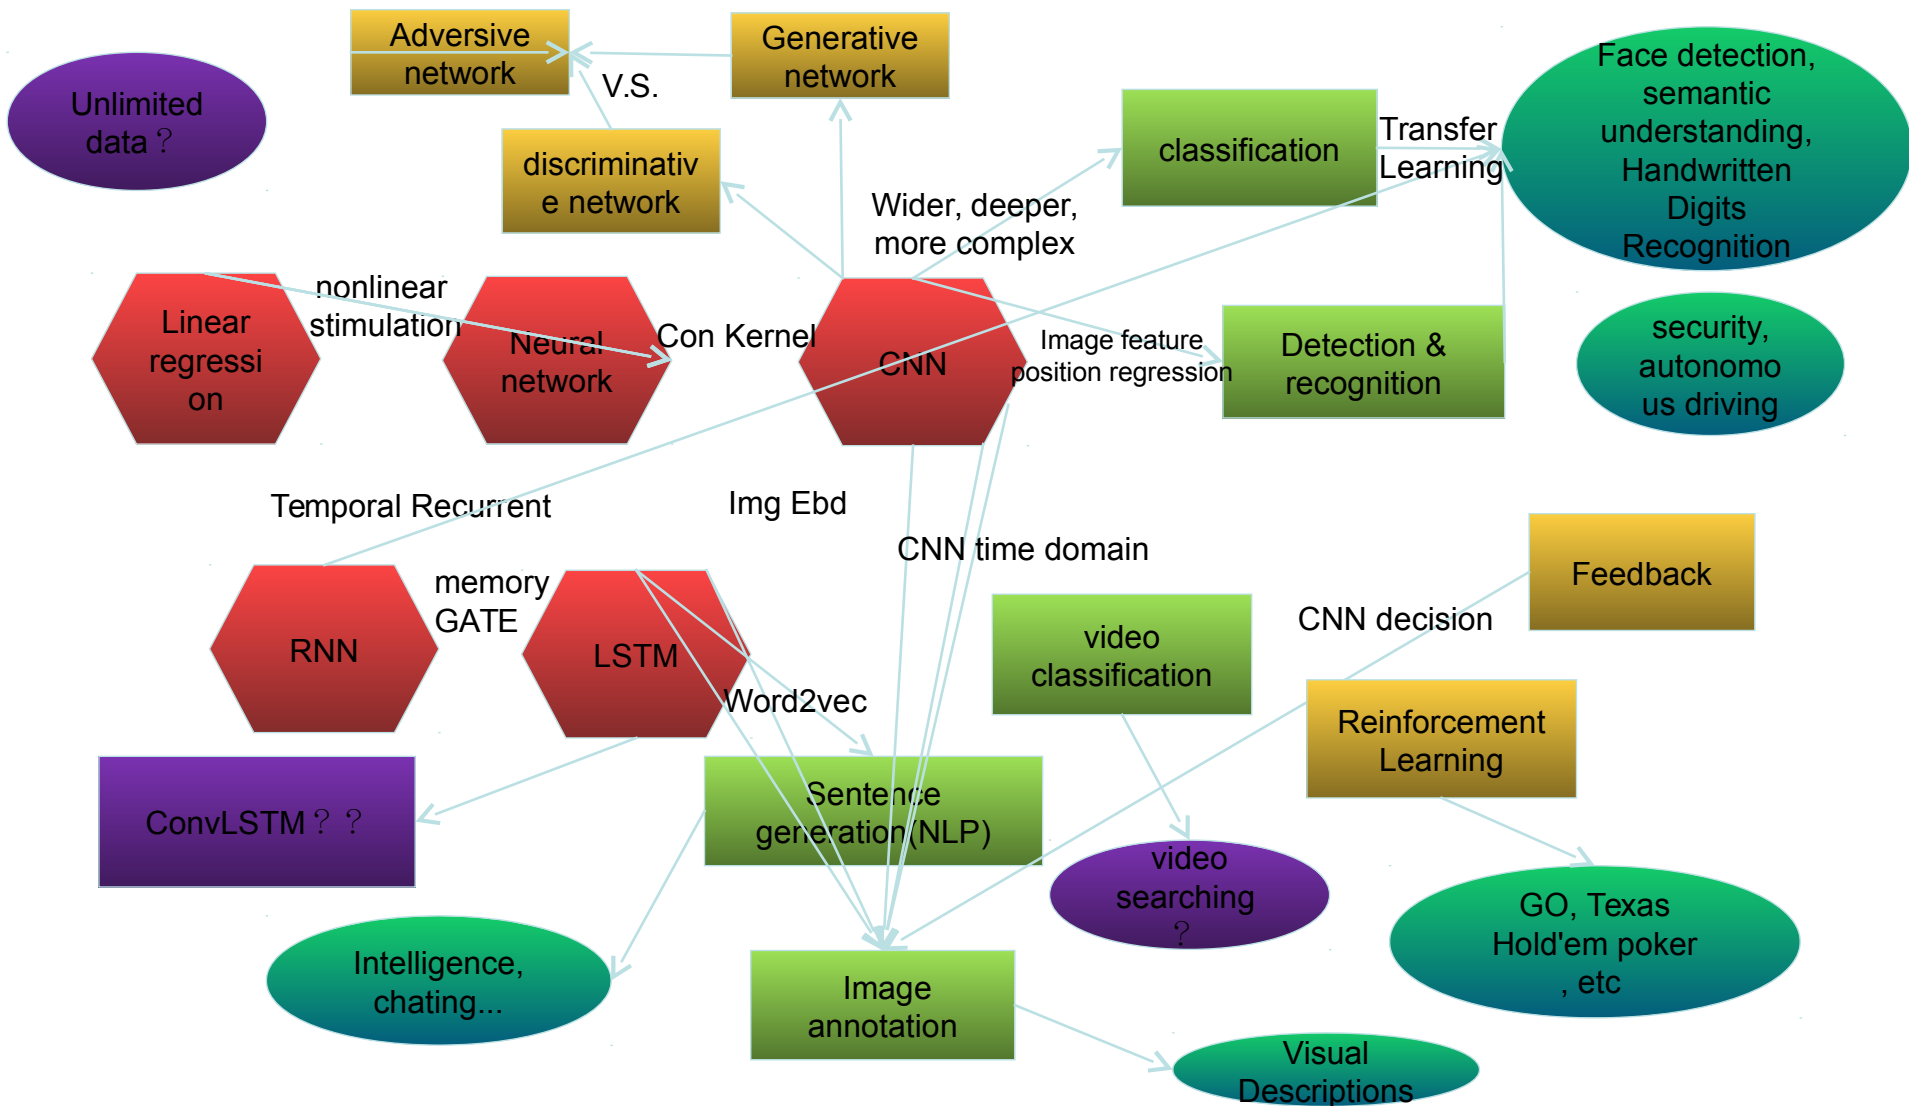 Adversive
network
Generative
network
V.S.
Unlimited
data？
discriminativ
e network
classification
Transfer
Learning
Face detection,
semantic
understanding,
Handwritten
Digits
Recognition
Wider, deeper,
more complex
Linear
regressi
on
nonlinear
stimulation
Neural
network
Con Kernel
CNN
Image feature
position regression
Detection &
recognition
security,
autonomo
us driving
Temporal Recurrent
Img Ebd
CNN time domain
Feedback
CNN decision
RNN
memory
GATE
LSTM
Word2vec
video
classification
Reinforcement
Learning
ConvLSTM？？
Sentence
generation(NLP)
video
searching
？
GO, Texas
Hold'em poker
, etc
Intelligence,
chating...
Image
annotation
Visual
Descriptions